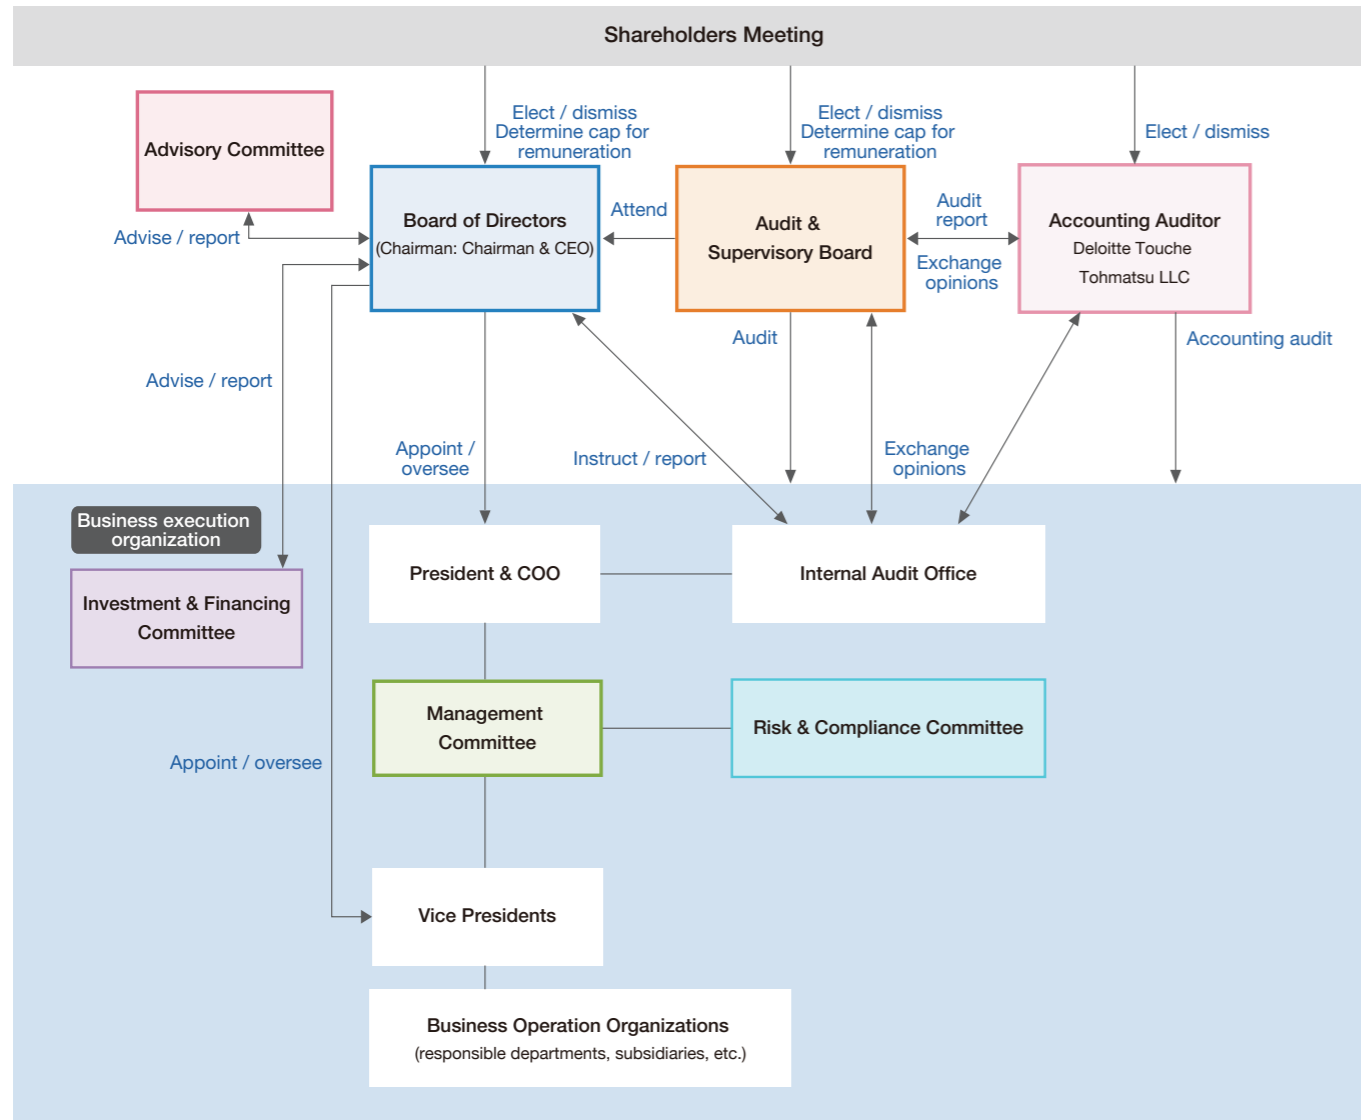 Shareholders Meeting
Elect / dismiss
Determine cap for
remuneration
Elect / dismiss
Determine cap for
remuneration
Elect / dismiss
Advisory Committee
Advise / report
Board of Directors
(Chairman: Chairman & CEO)
Attend
Audit &
Supervisory Board
Audit
report
Exchange
opinions
Accounting Auditor
Deloitte Touche
Tohmatsu LLC
Advise / report
Appoint /
oversee
Instruct / report
Audit
Exchange
opinions
Accounting audit
Business execution
organization
Investment & Financing
Committee
President & COO
Internal Audit Office
Management
Committee
Risk & Compliance Committee
Appoint / oversee
Vice Presidents
Business Operation Organizations
(responsible departments, subsidiaries, etc.)